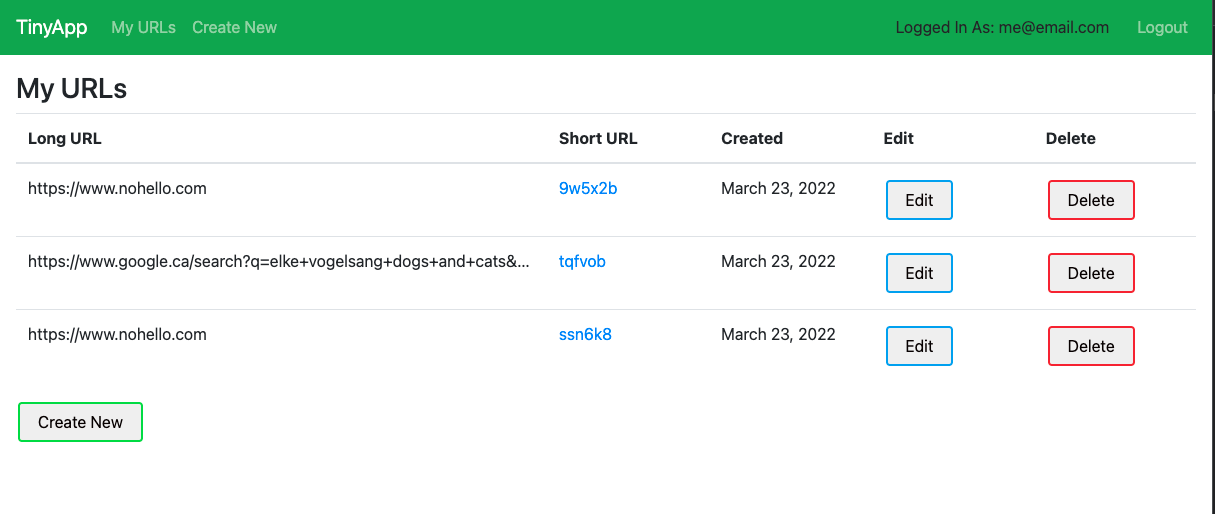 TinyApp My URLs Create New Logged In As: me@email.com Logout
My URLs
Long URL Short URL Created Edit Delete
https://www.nohello.com 9w5x2b March 23, 2022 Edit Delete
https://www.google.ca/search?q=elke+vogelsang+dogs+and+cats&... tqfvob March 23, 2022 Edit Delete
https://www.nohello.com ssn6k8 March 23, 2022 Edit Delete
Create New